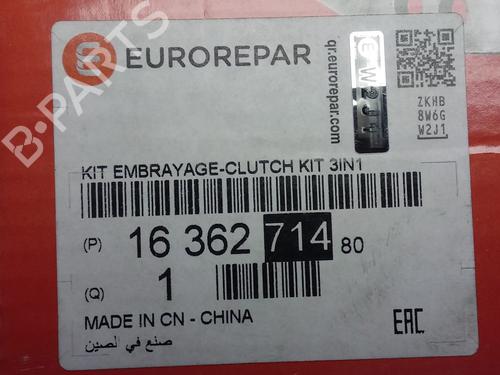 EUROREPAR
qr.eurorepar.com
W2J1
ZKHB
8W6G
W2J1
KIT EMBRAYAGE-CLUTCH KIT 3IN1
(P) 16 362 714 80
(Q) 1
MADE IN CN - CHINA
صنع في الصين
EAC
B-PARTS